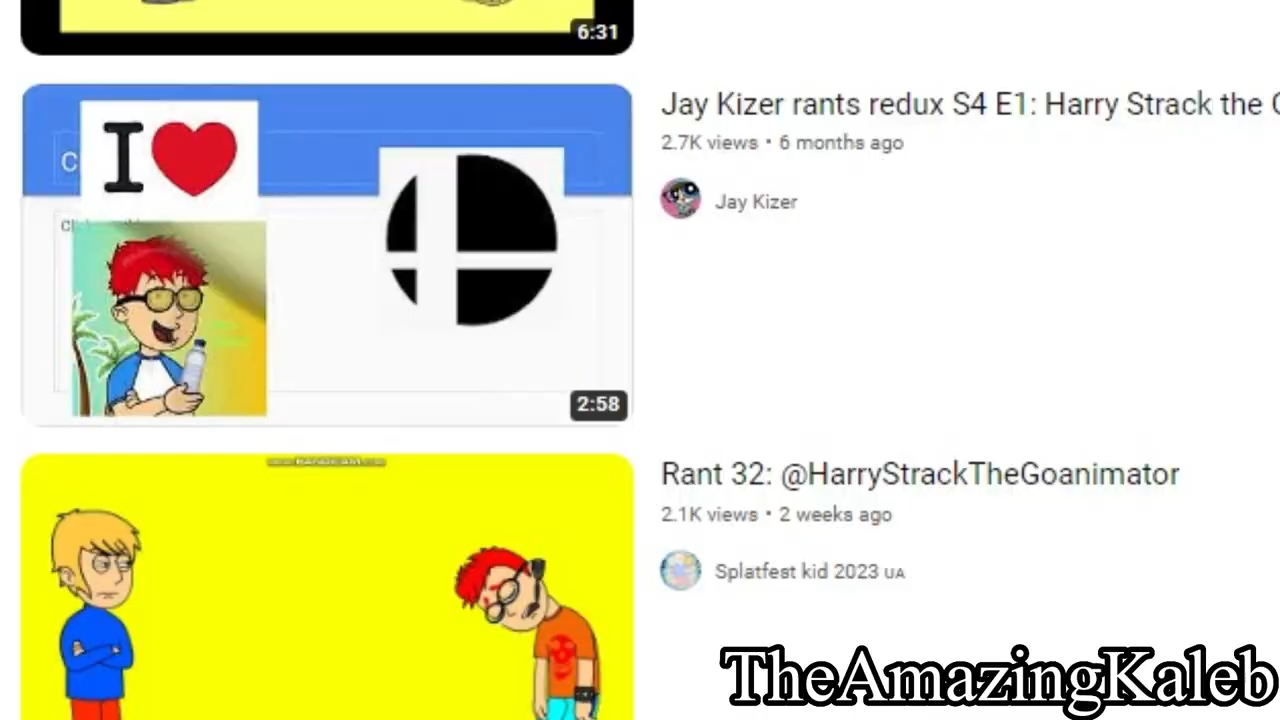 6:31
Jay Kizer rants redux S4 E1: Harry Strack the
2.7K views • 6 months ago
Jay Kizer
I
2:58
Rant 32: @HarryStrackTheGoanimator
2.1K views • 2 weeks ago
Splatfest kid 2023 UA
TheAmazingKaleb